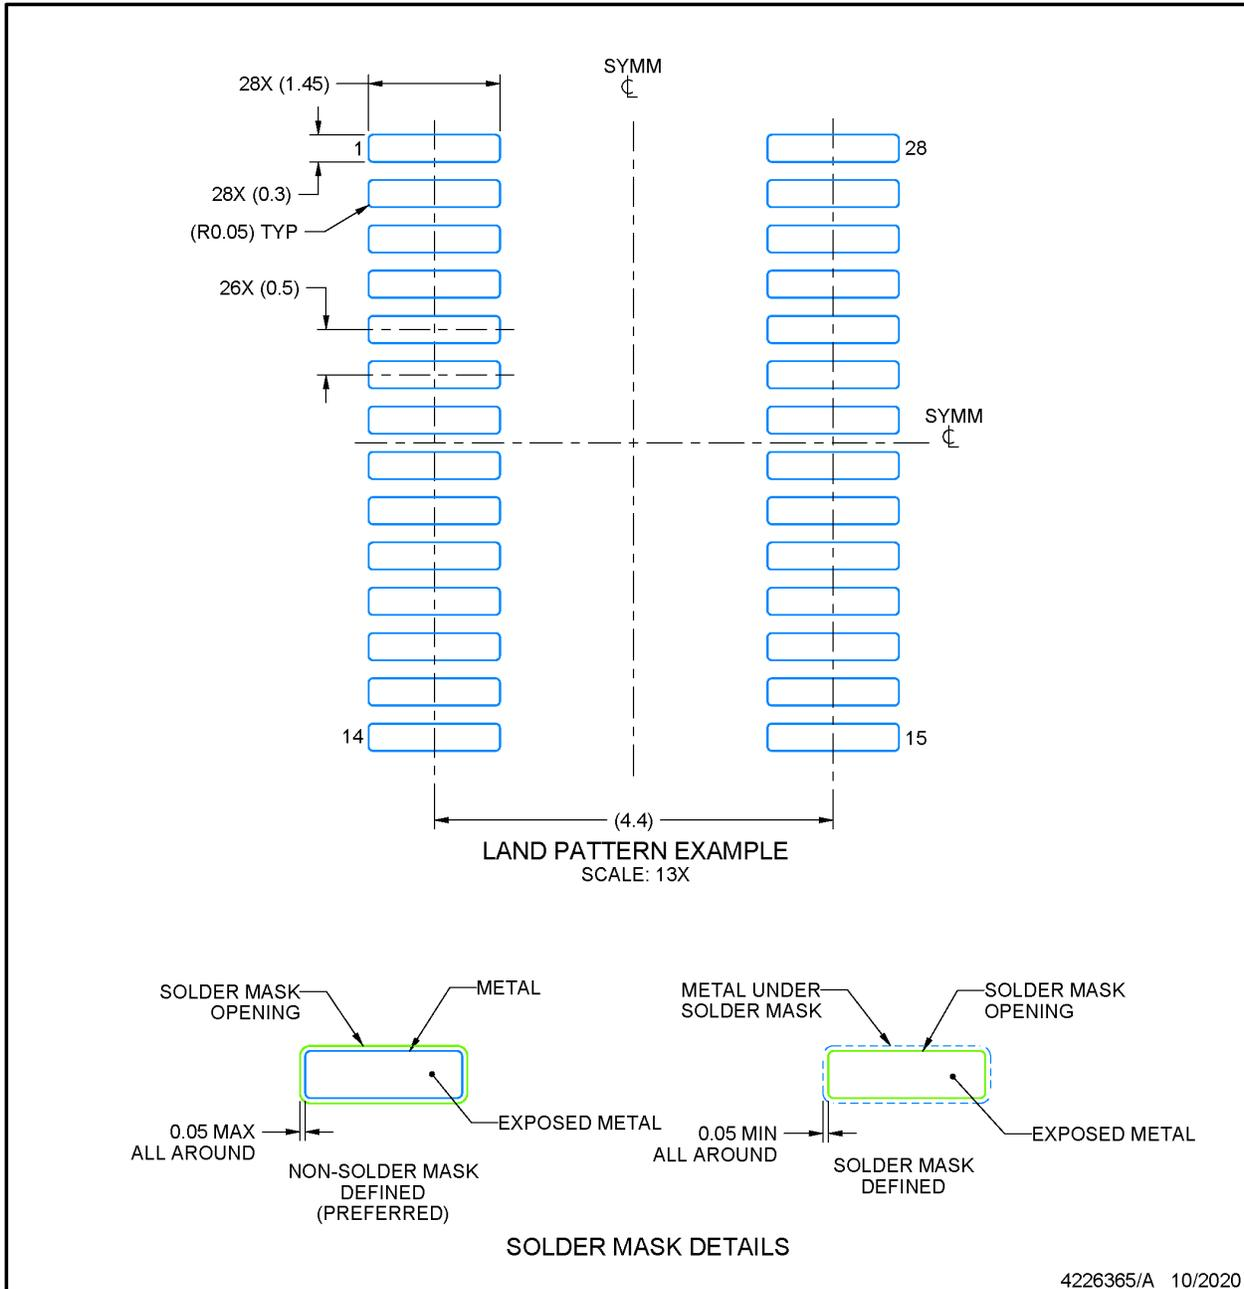 SYMM
℄
28X (1.45)
1
28
28X (0.3)
(R0.05) TYP
26X (0.5)
SYMM
℄
14
15
(4.4)
LAND PATTERN EXAMPLE
SCALE: 13X
SOLDER MASK
OPENING
METAL
METAL UNDER
SOLDER MASK
SOLDER MASK
OPENING
EXPOSED METAL
0.05 MAX
ALL AROUND
EXPOSED METAL
0.05 MIN
ALL AROUND
NON-SOLDER MASK
DEFINED
(PREFERRED)
SOLDER MASK
DEFINED
SOLDER MASK DETAILS
4226365/A 10/2020